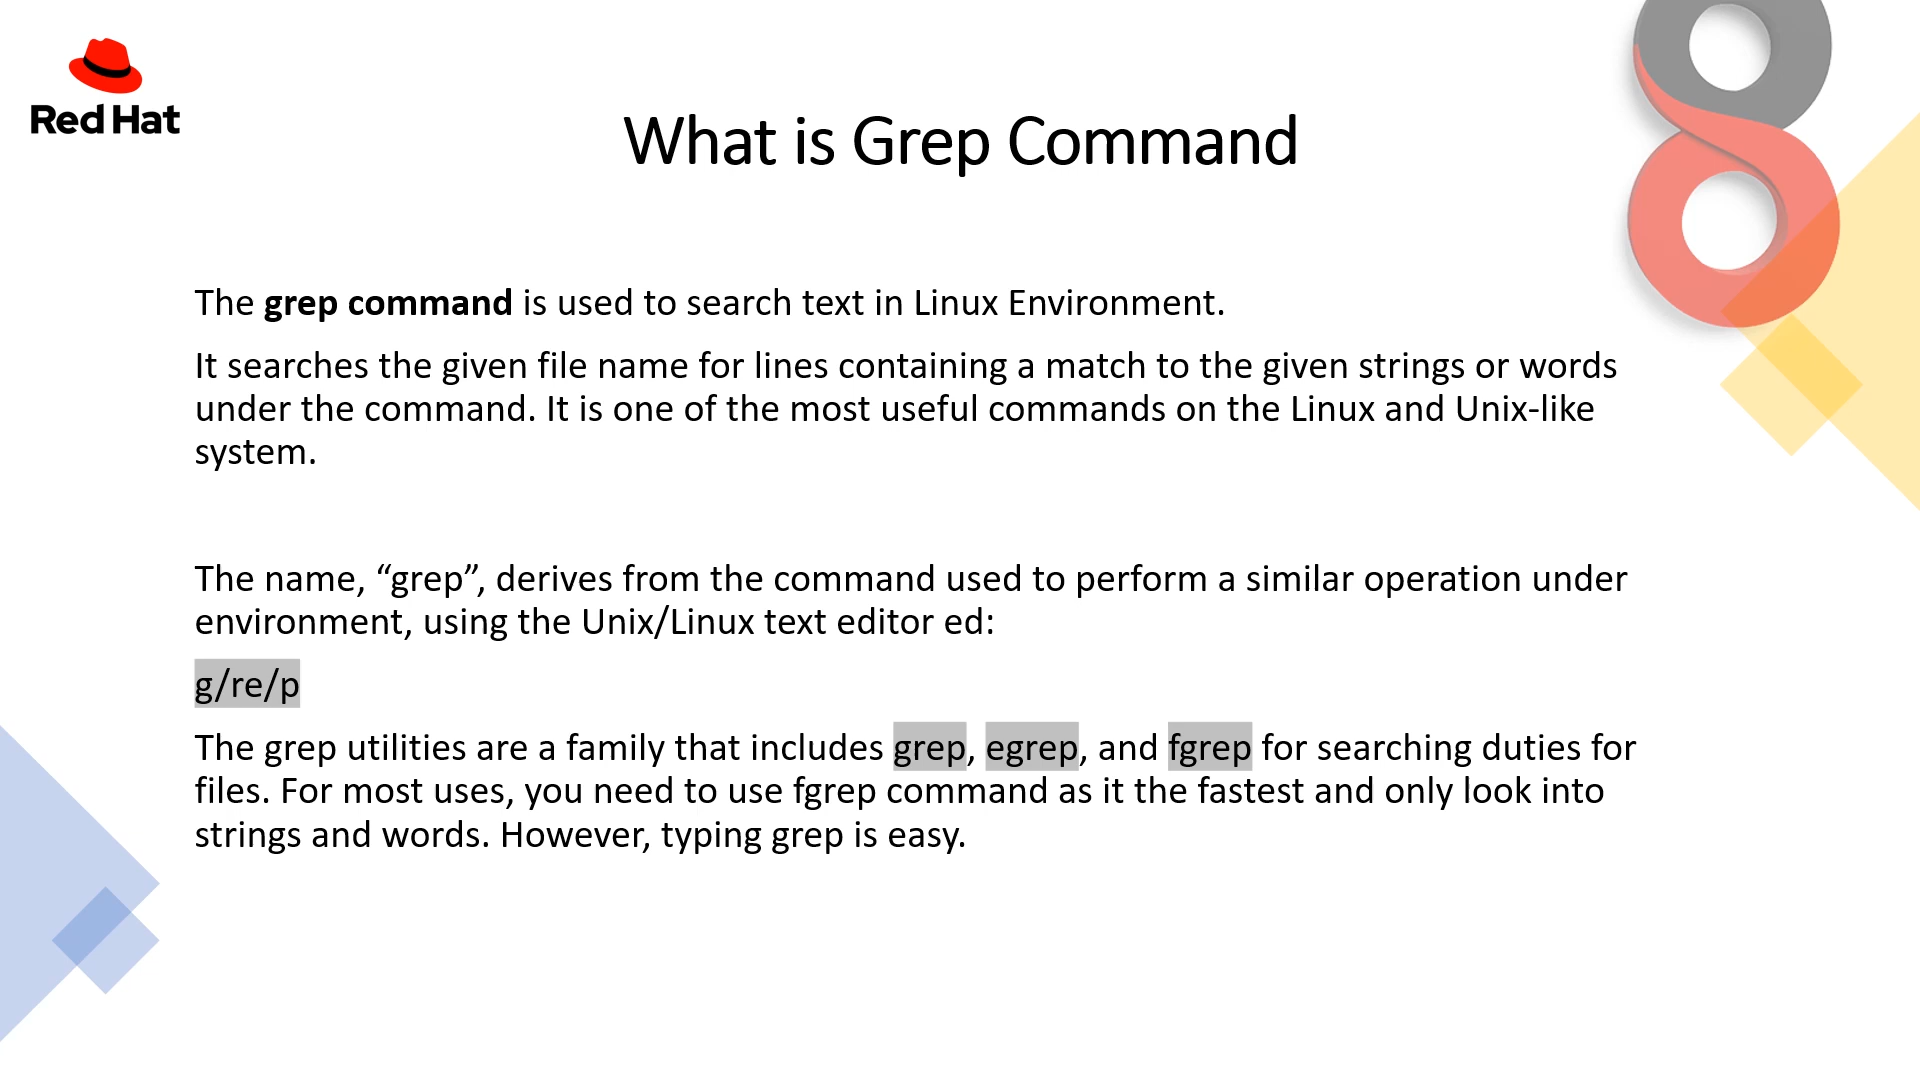 Red Hat
What is Grep Command
8
The grep command is used to search text in Linux Environment.
It searches the given file name for lines containing a match to the given strings or words
under the command. It is one of the most useful commands on the Linux and Unix-like
system.
The name, “grep”, derives from the command used to perform a similar operation under
environment, using the Unix/Linux text editor ed:
g/re/p
The grep utilities are a family that includes grep, egrep, and fgrep for searching duties for
files. For most uses, you need to use fgrep command as it the fastest and only look into
strings and words. However, typing grep is easy.